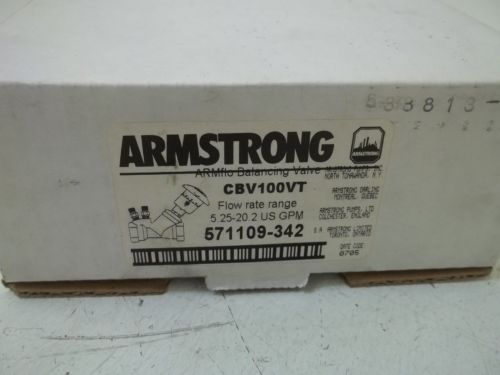 ARMSTRONG
ARMflo Balancing Valve
NORTH TONAWANDA, N.Y.
CBV100VT
ARMSTRONG DARLING
MONTREAL, QUEBEC
Flow rate range
5.25-20.2 US GPM
ARMSTRONG PUMPS, LTD
COLCHESTER, ENGLAND
571109-342
S A ARMSTRONG LIMITED
TORONTO, ONTARIO
DATE CODE
0705